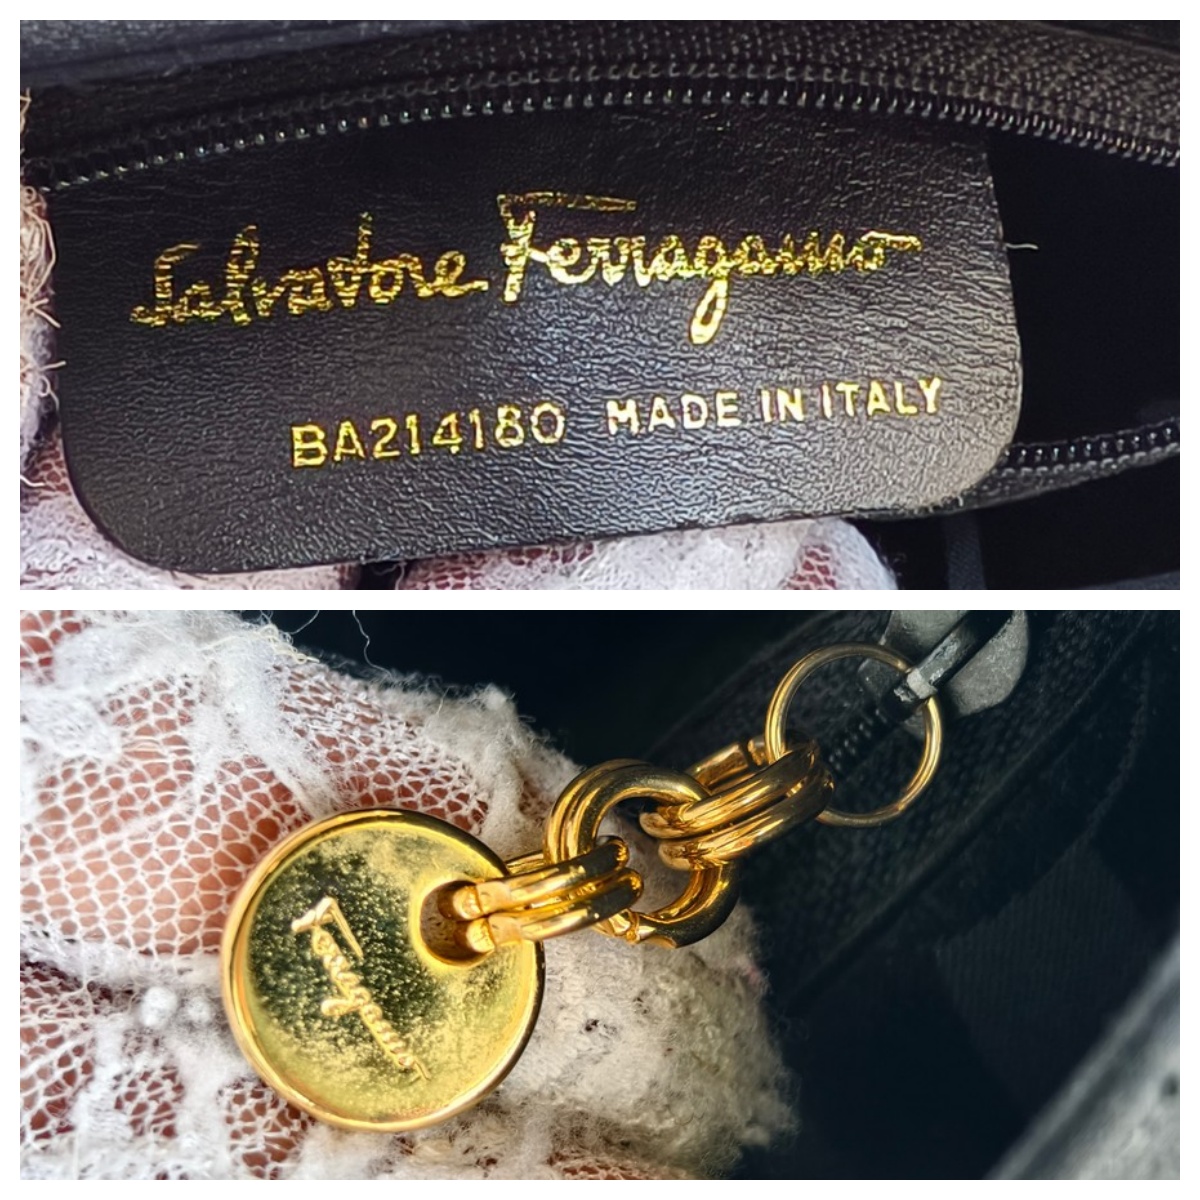 Salvatore Ferragamo
BA214180 MADE IN ITALY
Ferragamo